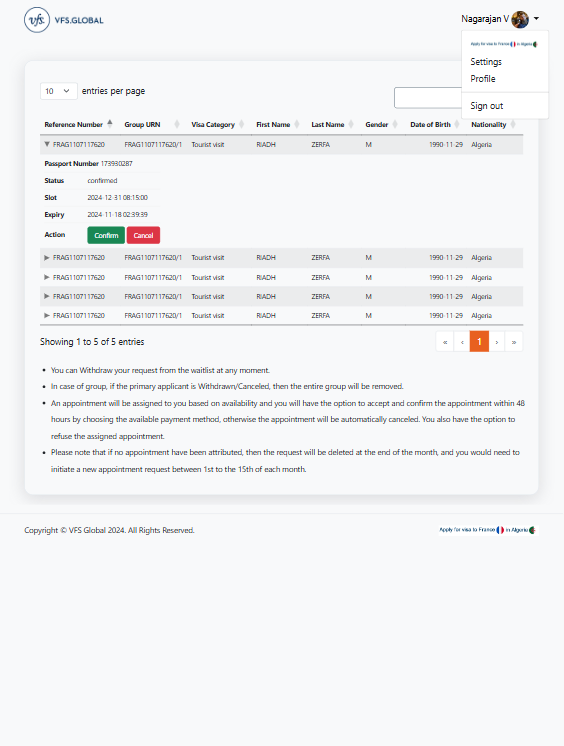 vfs. VFS.GLOBAL
Nagarajan V
Apply for visa to France in Algeria
Settings
Profile
Sign out
10 entries per page
Reference Number Group URN Visa Category First Name Last Name Gender Date of Birth Nationality
FRAG1107117620 FRAG1107117620/1 Tourist visit RIADH ZERFA M 1990-11-29 Algeria
Passport Number 173930287
Status confirmed
Slot 2024-12-31 08:15:00
Expiry 2024-11-18 02:39:39
Action Confirm Cancel
FRAG1107117620 FRAG1107117620/1 Tourist visit RIADH ZERFA M 1990-11-29 Algeria
FRAG1107117620 FRAG1107117620/1 Tourist visit RIADH ZERFA M 1990-11-29 Algeria
FRAG1107117620 FRAG1107117620/1 Tourist visit RIADH ZERFA M 1990-11-29 Algeria
FRAG1107117620 FRAG1107117620/1 Tourist visit RIADH ZERFA M 1990-11-29 Algeria
Showing 1 to 5 of 5 entries « ‹ 1 › »
• You can Withdraw your request from the waitlist at any moment.
• In case of group, if the primary applicant is Withdrawn/Canceled, then the entire group will be removed.
• An appointment will be assigned to you based on availability and you will have the option to accept and confirm the appointment within 48
hours by choosing the available payment method, otherwise the appointment will be automatically canceled. You also have the option to
refuse the assigned appointment.
• Please note that if no appointment have been attributed, then the request will be deleted at the end of the month, and you would need to
initiate a new appointment request between 1st to the 15th of each month.
Copyright © VFS Global 2024. All Rights Reserved. Apply for visa to France in Algeria